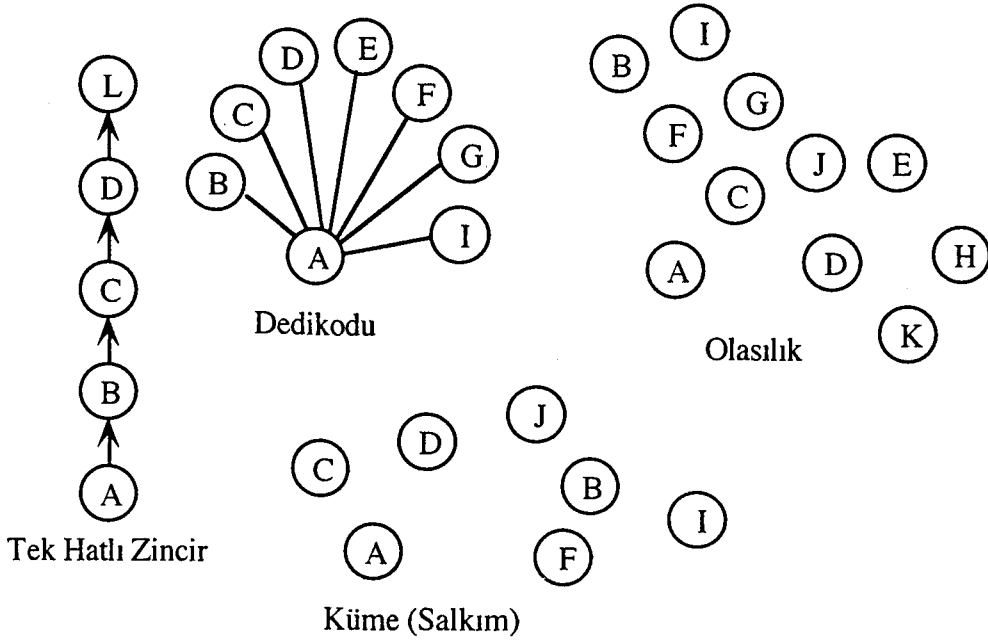 L
D
C
B
A
Tek Hatlı Zincir
B
C
D
E
F
G
I
A
Dedikodu
I
B
G
F
J
E
C
A
D
H
K
Olasılık
J
D
C
B
I
A
F
Küme (Salkım)